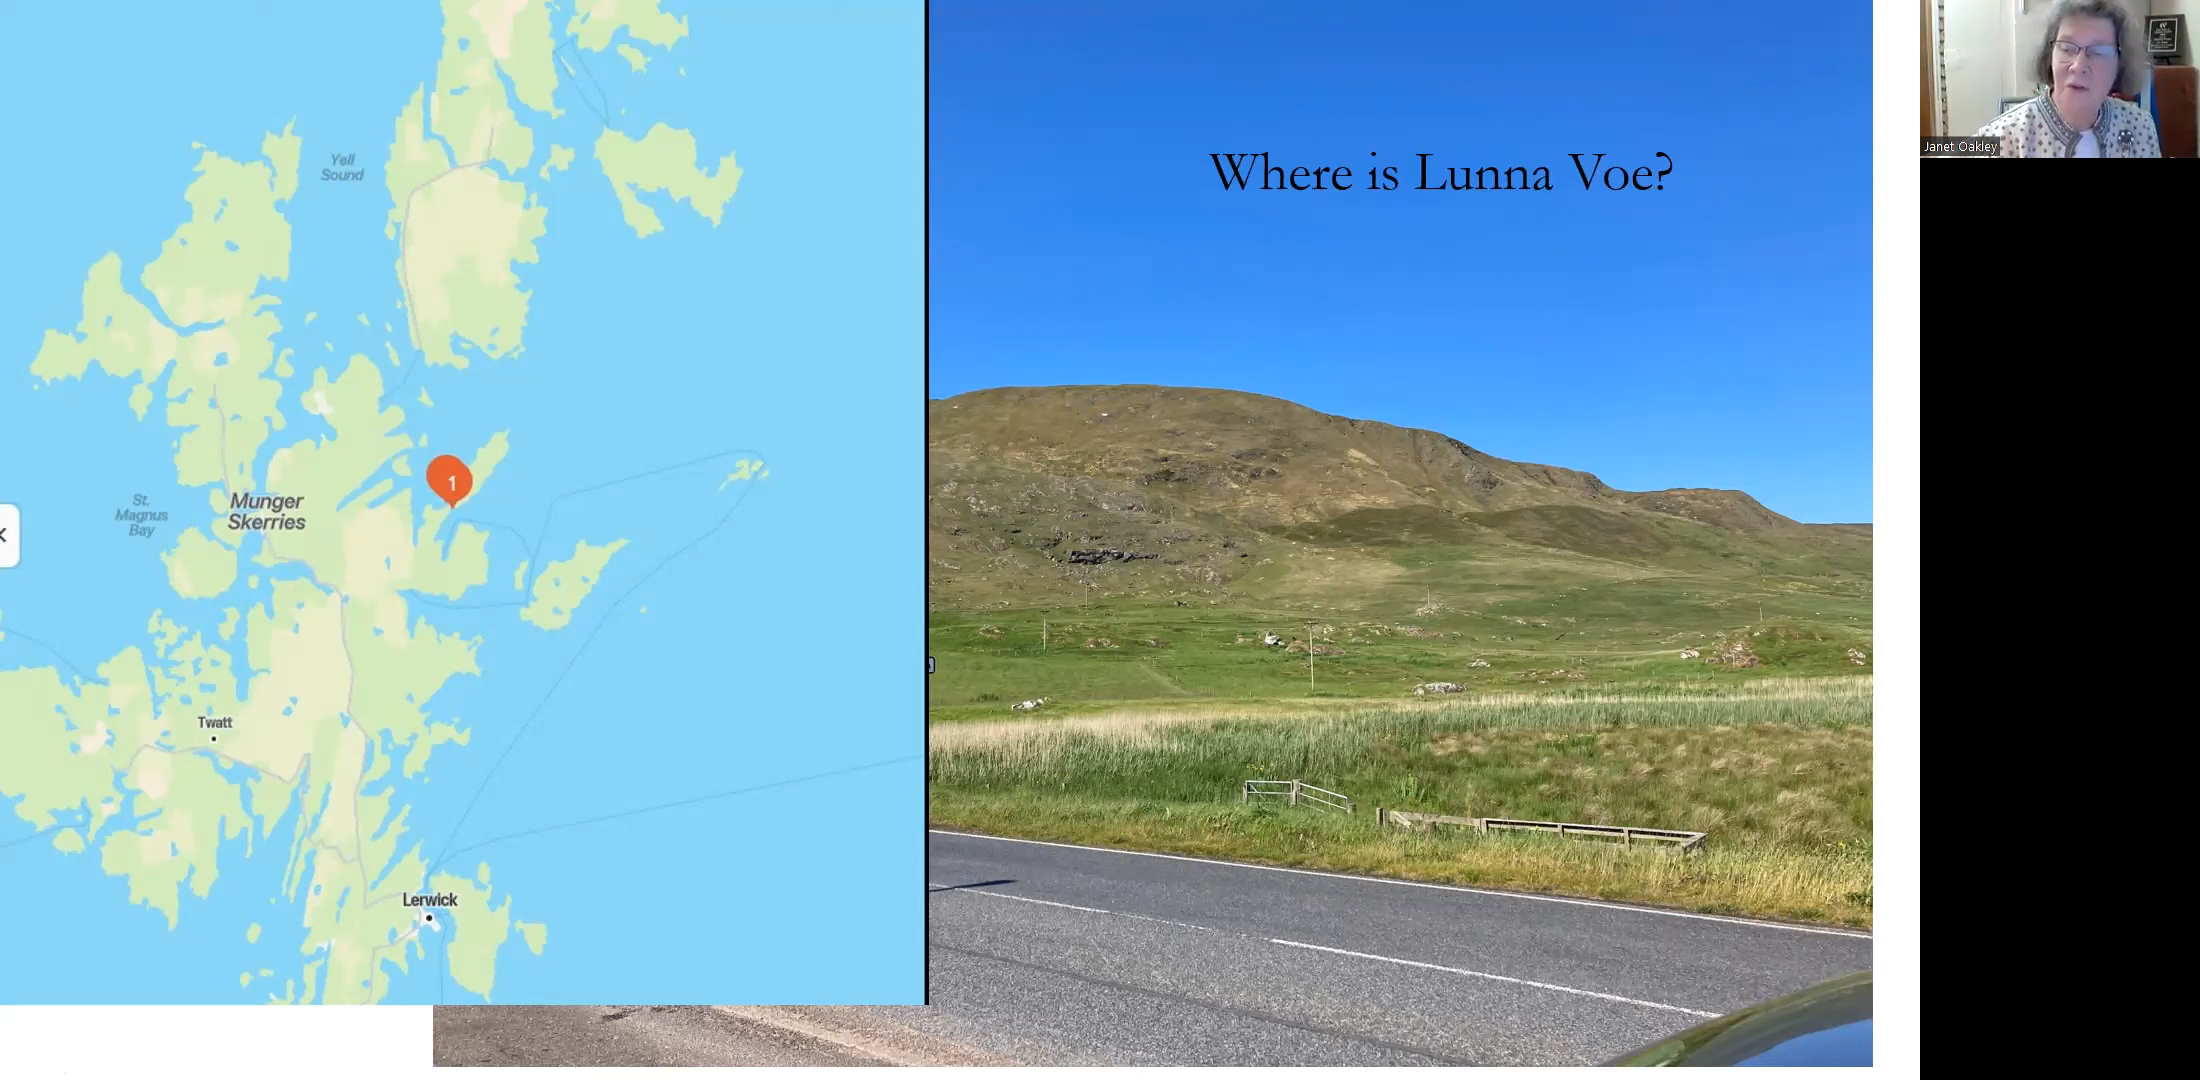 Yell
Sound
St.
Magnus
Bay
Munger
Skerries
1
Twatt
Lerwick
Where is Lunna Voe?
Janet Oakley